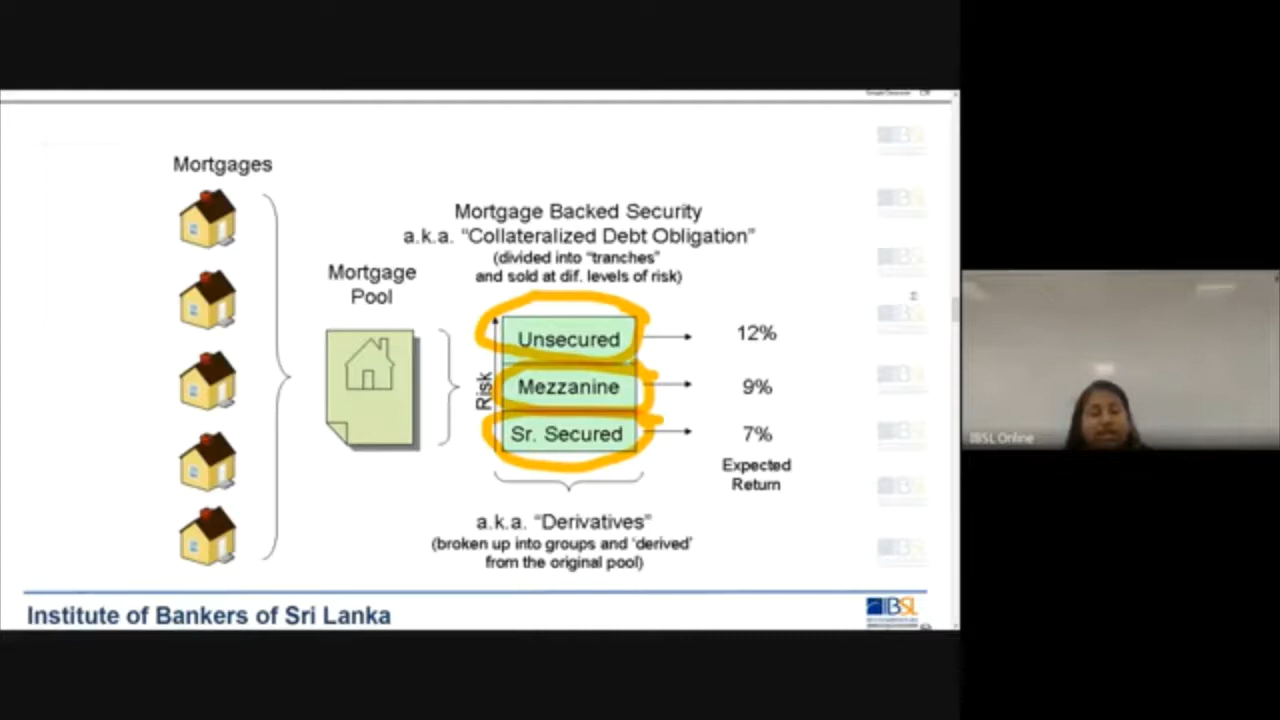 Mortgages
Mortgage Backed Security
a.k.a. “Collateralized Debt Obligation”
(divided into “tranches”
and sold at dif. levels of risk)
Mortgage
Pool
Risk
Unsecured
12%
Mezzanine
9%
Sr. Secured
7%
Expected
Return
a.k.a. “Derivatives”
(broken up into groups and ‘derived’
from the original pool)
Institute of Bankers of Sri Lanka
IBSL
IBSL Online